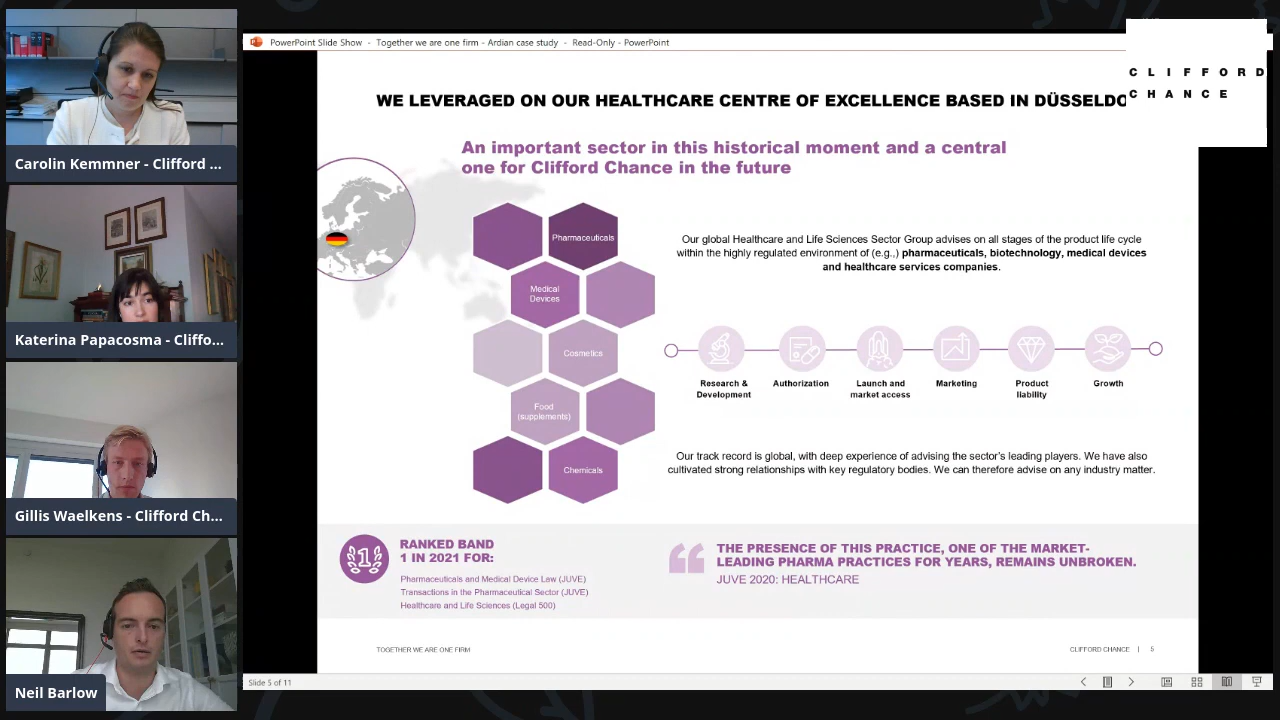 Carolin Kemmner - Clifford ...
Katerina Papacosma - Cliffo...
Gillis Waelkens - Clifford Ch...
Neil Barlow
PowerPoint Slide Show - Together we are one firm - Ardian case study - Read-Only - PowerPoint
CLIFFORD
CHANCE
WE LEVERAGED ON OUR HEALTHCARE CENTRE OF EXCELLENCE BASED IN DÜSSELDO
An important sector in this historical moment and a central
one for Clifford Chance in the future
Pharmaceuticals
Medical
Devices
Cosmetics
Food
(supplements)
Chemicals
Our global Healthcare and Life Sciences Sector Group advises on all stages of the product life cycle
within the highly regulated environment of (e.g.,) pharmaceuticals, biotechnology, medical devices
and healthcare services companies.
Research &
Development
Authorization
Launch and
market access
Marketing
Product
liability
Growth
Our track record is global, with deep experience of advising the sector's leading players. We have also
cultivated strong relationships with key regulatory bodies. We can therefore advise on any industry matter.
1
RANKED BAND
1 IN 2021 FOR:
Pharmaceuticals and Medical Device Law (JUVE)
Transactions in the Pharmaceutical Sector (JUVE)
Healthcare and Life Sciences (Legal 500)
THE PRESENCE OF THIS PRACTICE, ONE OF THE MARKET-
LEADING PHARMA PRACTICES FOR YEARS, REMAINS UNBROKEN.
JUVE 2020: HEALTHCARE
TOGETHER WE ARE ONE FIRM
CLIFFORD CHANCE | 5
Slide 5 of 11